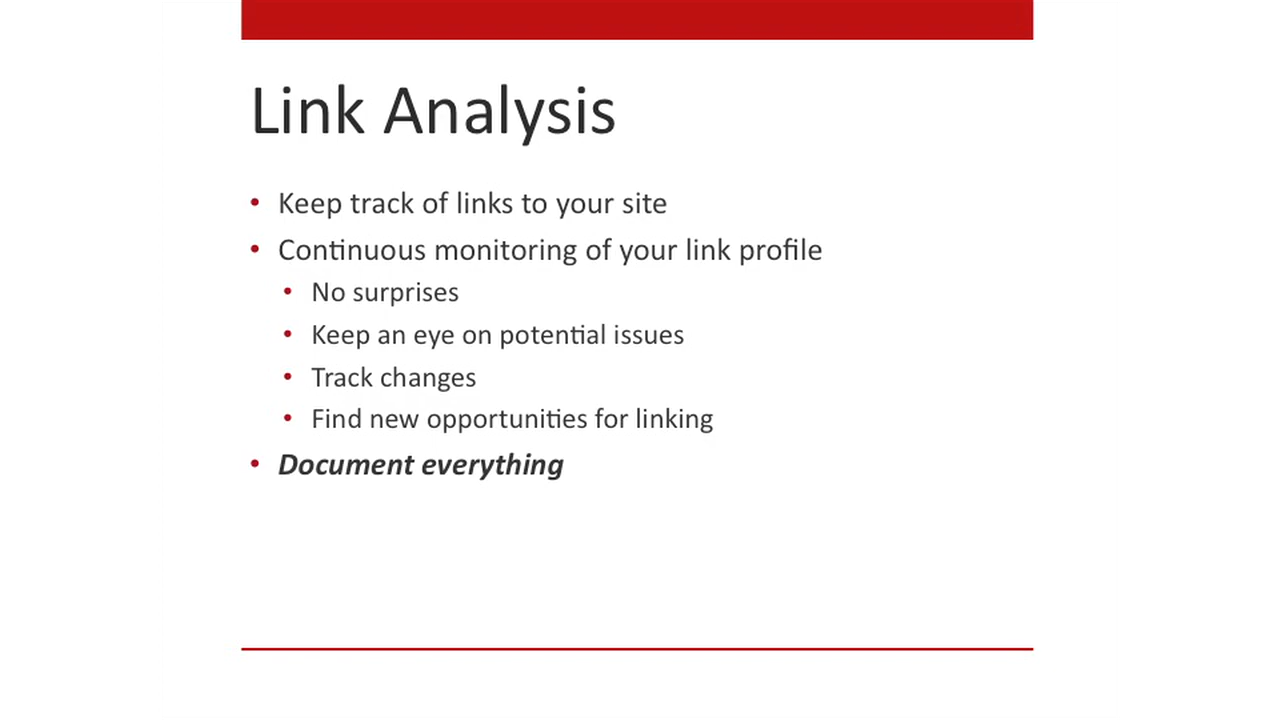 Link Analysis
• Keep track of links to your site
• Continuous monitoring of your link profile
• No surprises
• Keep an eye on potential issues
• Track changes
• Find new opportunities for linking
• Document everything